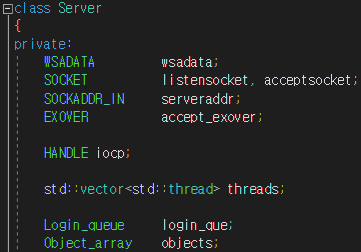 class Server
{
private:
WSADATA wsadata;
SOCKET listensocket, acceptsocket;
SOCKADDR_IN serveraddr;
EXOVER accept_exover;
HANDLE iocp;
std::vector<std::thread> threads;
Login_queue login_que;
Object_array objects;